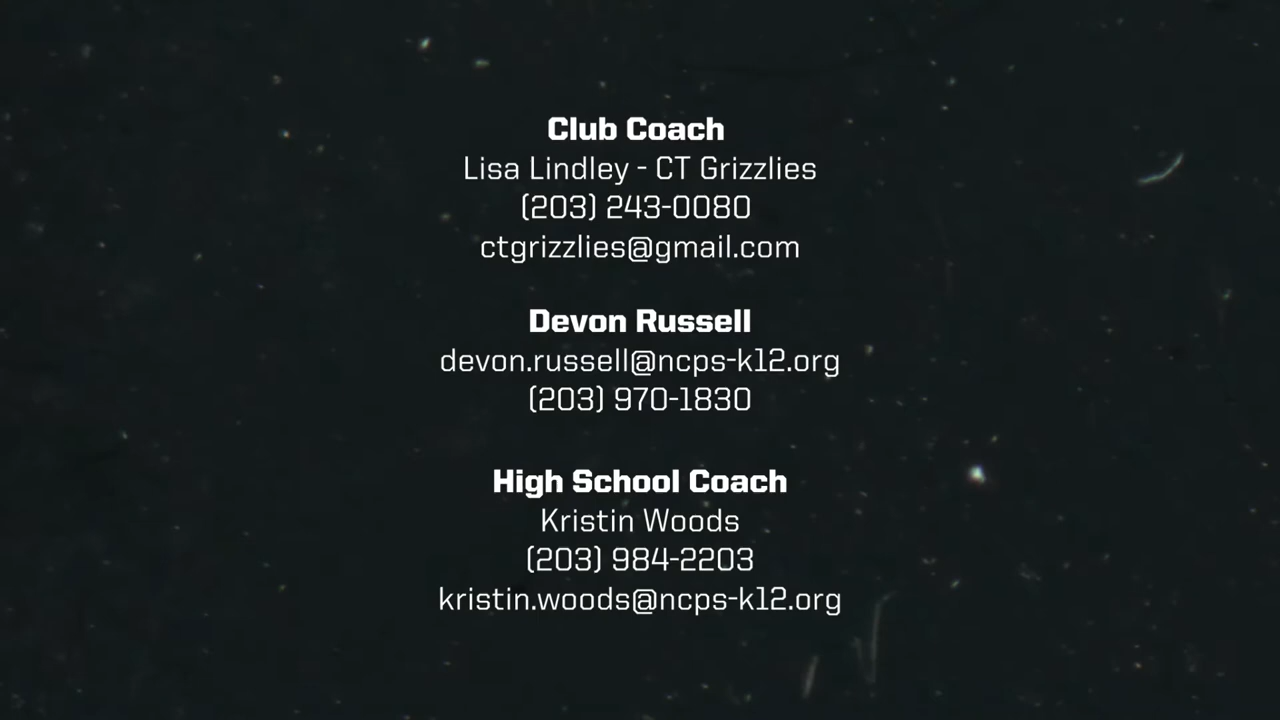 Club Coach
Lisa Lindley - CT Grizzlies
(203) 243-0080
ctgrizzlies@gmail.com
Devon Russell
devon.russell@ncps-k12.org
(203) 970-1830
High School Coach
Kristin Woods
(203) 984-2203
kristin.woods@ncps-k12.org